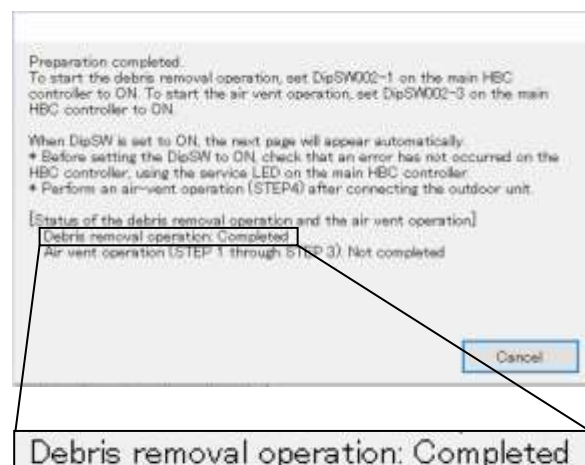 Preparation completed.
To start the debris removal operation, set DipSW002-1 on the main HBC
controller to ON. To start the air vent operation, set DipSW002-3 on the main
HBC controller to ON.
When DipSW is set to ON, the next page will appear automatically.
* Before setting the DipSW to ON, check that an error has not occurred on the
HBC controller, using the service LED on the main HBC controller.
* Perform an air-vent operation (STEP4) after connecting the outdoor unit.
[Status of the debris removal operation and the air vent operation]
Debris removal operation: Completed
Air vent operation (STEP 1 through STEP 3): Not completed
Cancel
Debris removal operation: Completed